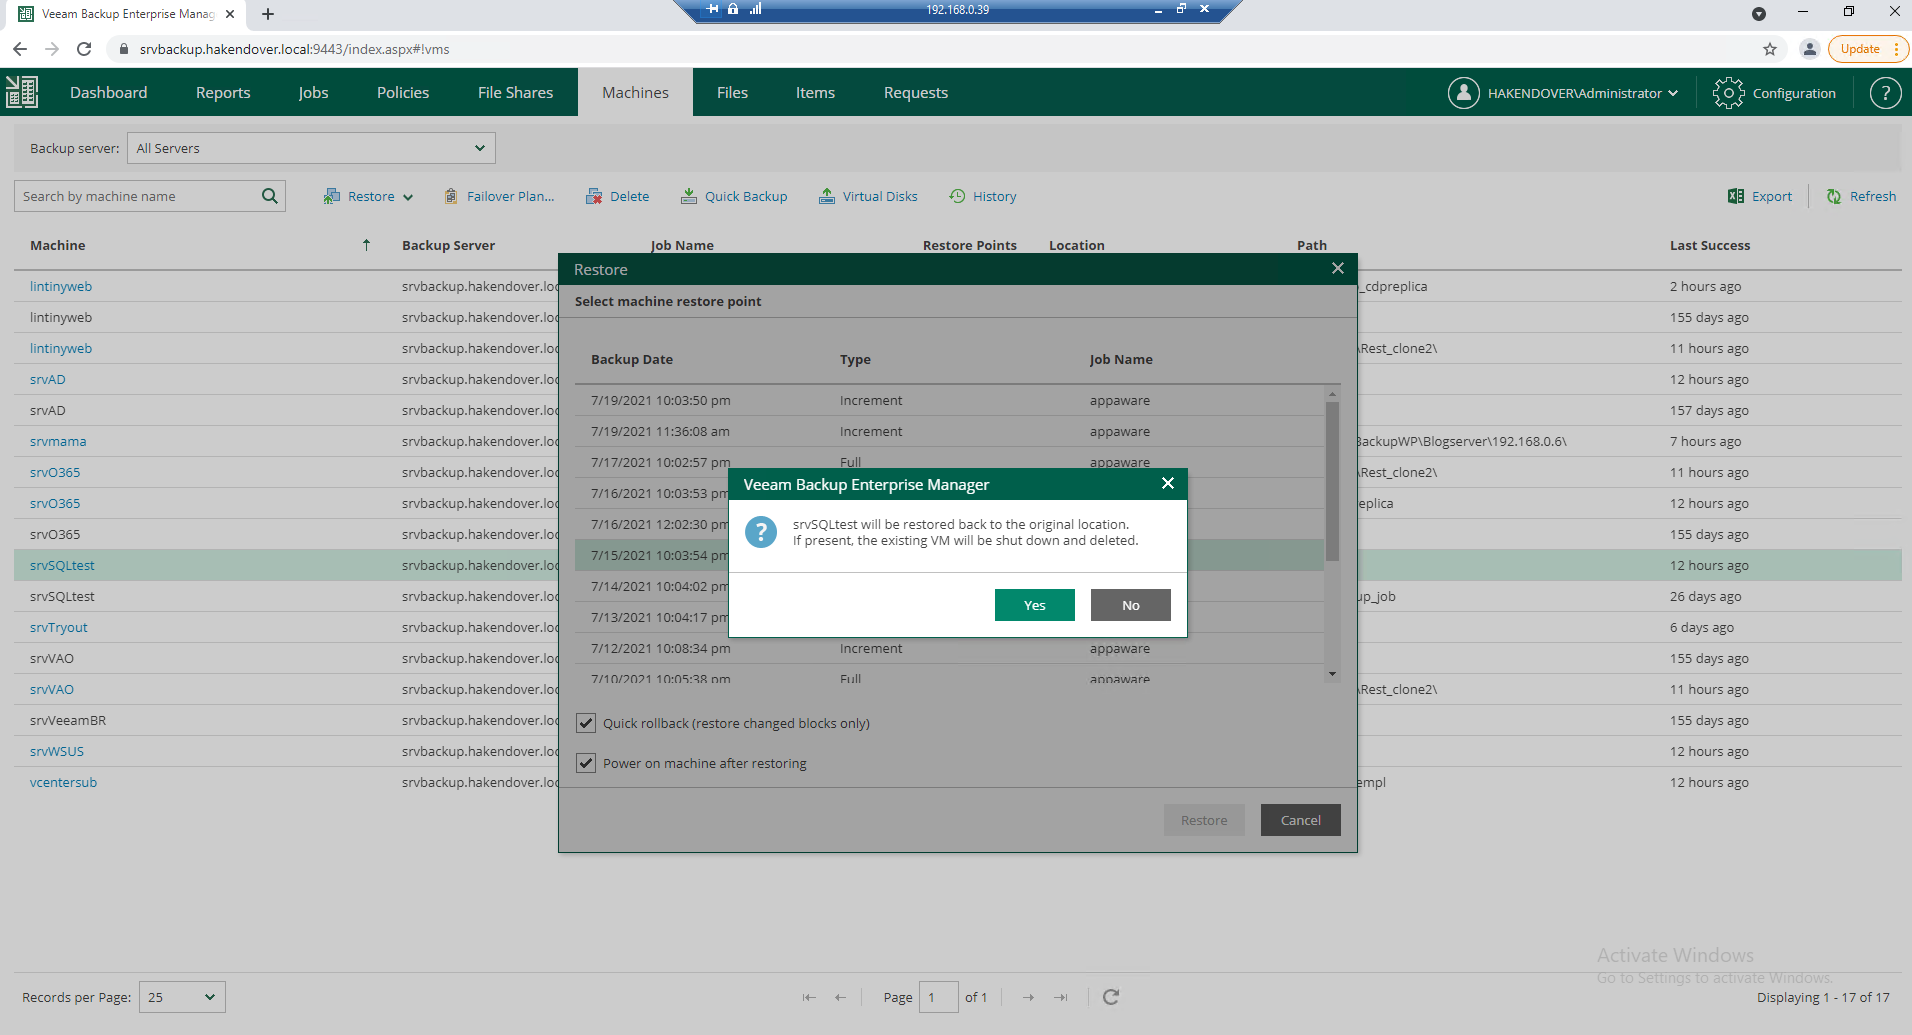 Veeam Backup Enterprise Manag
192.168.0.39
srvbackup.hakendover.local:9443/index.aspx#!vms
Update
Dashboard Reports Jobs Policies File Shares Machines Files Items Requests HAKENDOVER\Administrator Configuration ?
Backup server: All Servers
Search by machine name Restore Failover Plan... Delete Quick Backup Virtual Disks History Export Refresh
Machine Backup Server Job Name Restore Points Location Path Last Success
lintinyweb srvbackup.hakendover.loc _cdpreplica 2 hours ago
lintinyweb srvbackup.hakendover.loc 155 days ago
lintinyweb srvbackup.hakendover.loc \Rest_clone2\ 11 hours ago
srvAD srvbackup.hakendover.loc 12 hours ago
srvAD srvbackup.hakendover.loc 157 days ago
srvmama srvbackup.hakendover.loc BackupWP\Blogserver\192.168.0.6\ 7 hours ago
srvO365 srvbackup.hakendover.loc \Rest_clone2\ 11 hours ago
srvO365 srvbackup.hakendover.loc eplica 12 hours ago
srvO365 srvbackup.hakendover.loc 155 days ago
srvSQLtest srvbackup.hakendover.loc 12 hours ago
srvSQLtest srvbackup.hakendover.loc up_job 26 days ago
srvTryout srvbackup.hakendover.loc 6 days ago
srvVAO srvbackup.hakendover.loc 155 days ago
srvVAO srvbackup.hakendover.loc \Rest_clone2\ 11 hours ago
srvVeeamBR srvbackup.hakendover.loc 155 days ago
srvWSUS srvbackup.hakendover.loc 12 hours ago
vcentersub srvbackup.hakendover.loc empl 12 hours ago
Restore
Select machine restore point
Backup Date Type Job Name
7/19/2021 10:03:50 pm Increment appaware
7/19/2021 11:36:08 am Increment appaware
7/17/2021 10:02:57 pm Full appaware
7/16/2021 10:03:53 pm
7/16/2021 12:02:30 pm
7/15/2021 10:03:54 pm
7/14/2021 10:04:02 pm
7/13/2021 10:04:17 pm
7/12/2021 10:08:34 pm Increment appaware
7/10/2021 10:05:38 pm Full appaware
Veeam Backup Enterprise Manager
? srvSQLtest will be restored back to the original location.
If present, the existing VM will be shut down and deleted.
Yes No
Quick rollback (restore changed blocks only)
Power on machine after restoring
Restore Cancel
Activate Windows
Go to Settings to activate Windows.
Records per Page: 25 Page 1 of 1 Displaying 1 - 17 of 17